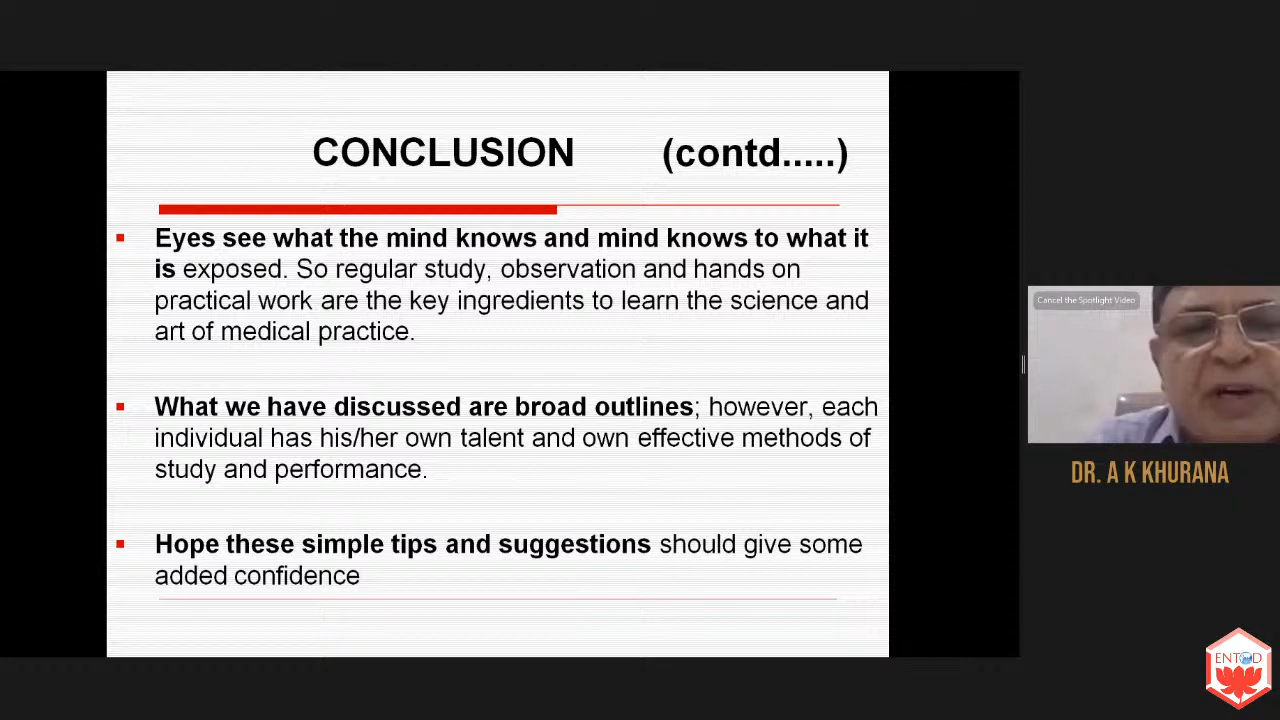 CONCLUSION (contd.....)
Eyes see what the mind knows and mind knows to what it
is exposed. So regular study, observation and hands on
practical work are the key ingredients to learn the science and
art of medical practice.
What we have discussed are broad outlines; however, each
individual has his/her own talent and own effective methods of
study and performance.
Hope these simple tips and suggestions should give some
added confidence
Cancel the Spotlight Video
DR. A K KHURANA
ENTOD